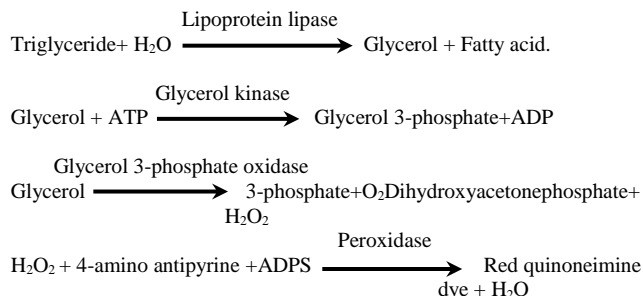 Lipoprotein lipase
Triglyceride+ H₂O Glycerol + Fatty acid.
Glycerol kinase
Glycerol + ATP Glycerol 3-phosphate+ADP
Glycerol 3-phosphate oxidase
Glycerol 3-phosphate+O₂Dihydroxyacetonephosphate+
H₂O₂
Peroxidase
H₂O₂ + 4-amino antipyrine +ADPS Red quinoneimine
dye + H₂O